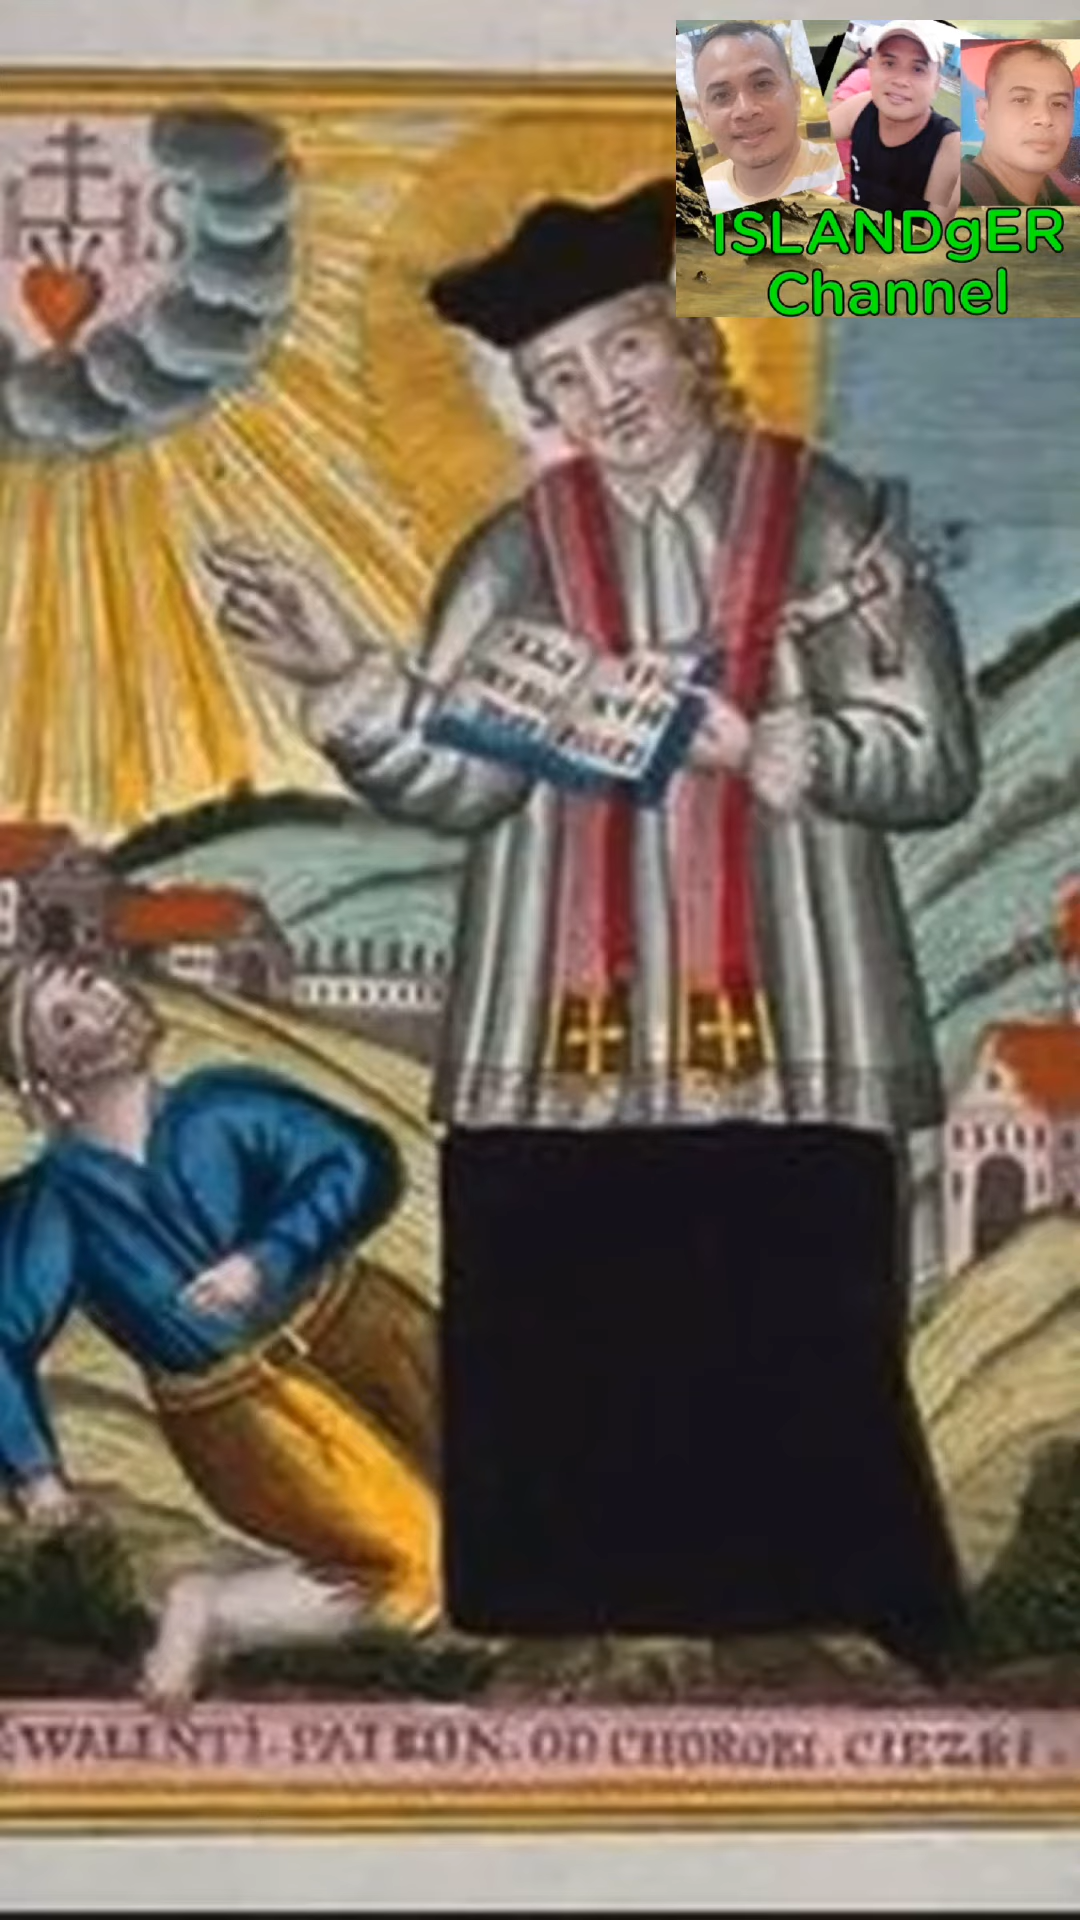 ISLANDgER
Channel
IHS
WALENTI. PATRON. OD CHOROBI. CIEZKI.